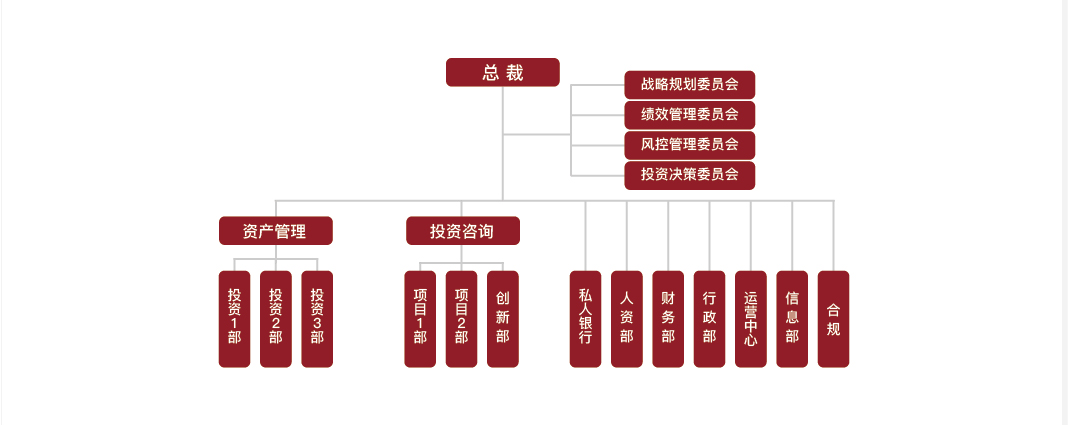 总裁
战略规划委员会
绩效管理委员会
风控管理委员会
投资决策委员会
资产管理
投资咨询
投资1部
投资2部
投资3部
项目1部
项目2部
创新部
私人银行
人资部
财务部
行政部
运营中心
信息部
合规